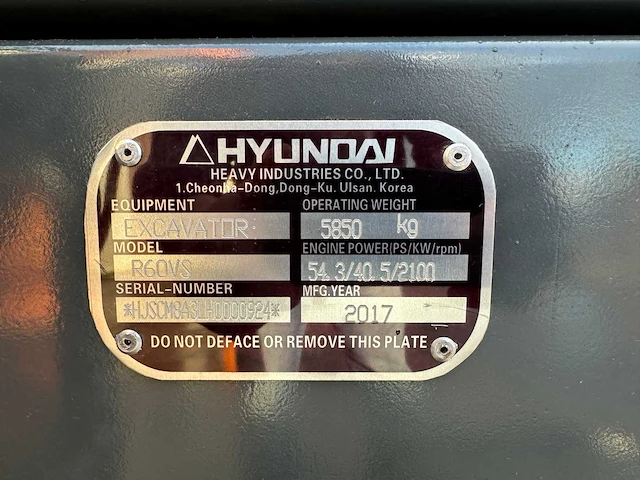 HYUNDAI
HEAVY INDUSTRIES CO., LTD.
1.Cheonha-Dong,Dong-Ku. Ulsan. Korea
EQUIPMENT OPERATING WEIGHT
EXCAVATOR 5850 kg
MODEL ENGINE POWER(PS/KW/rpm)
R60VS 54.3/40.5/2100
SERIAL-NUMBER MFG.YEAR
2017
DO NOT DEFACE OR REMOVE THIS PLATE